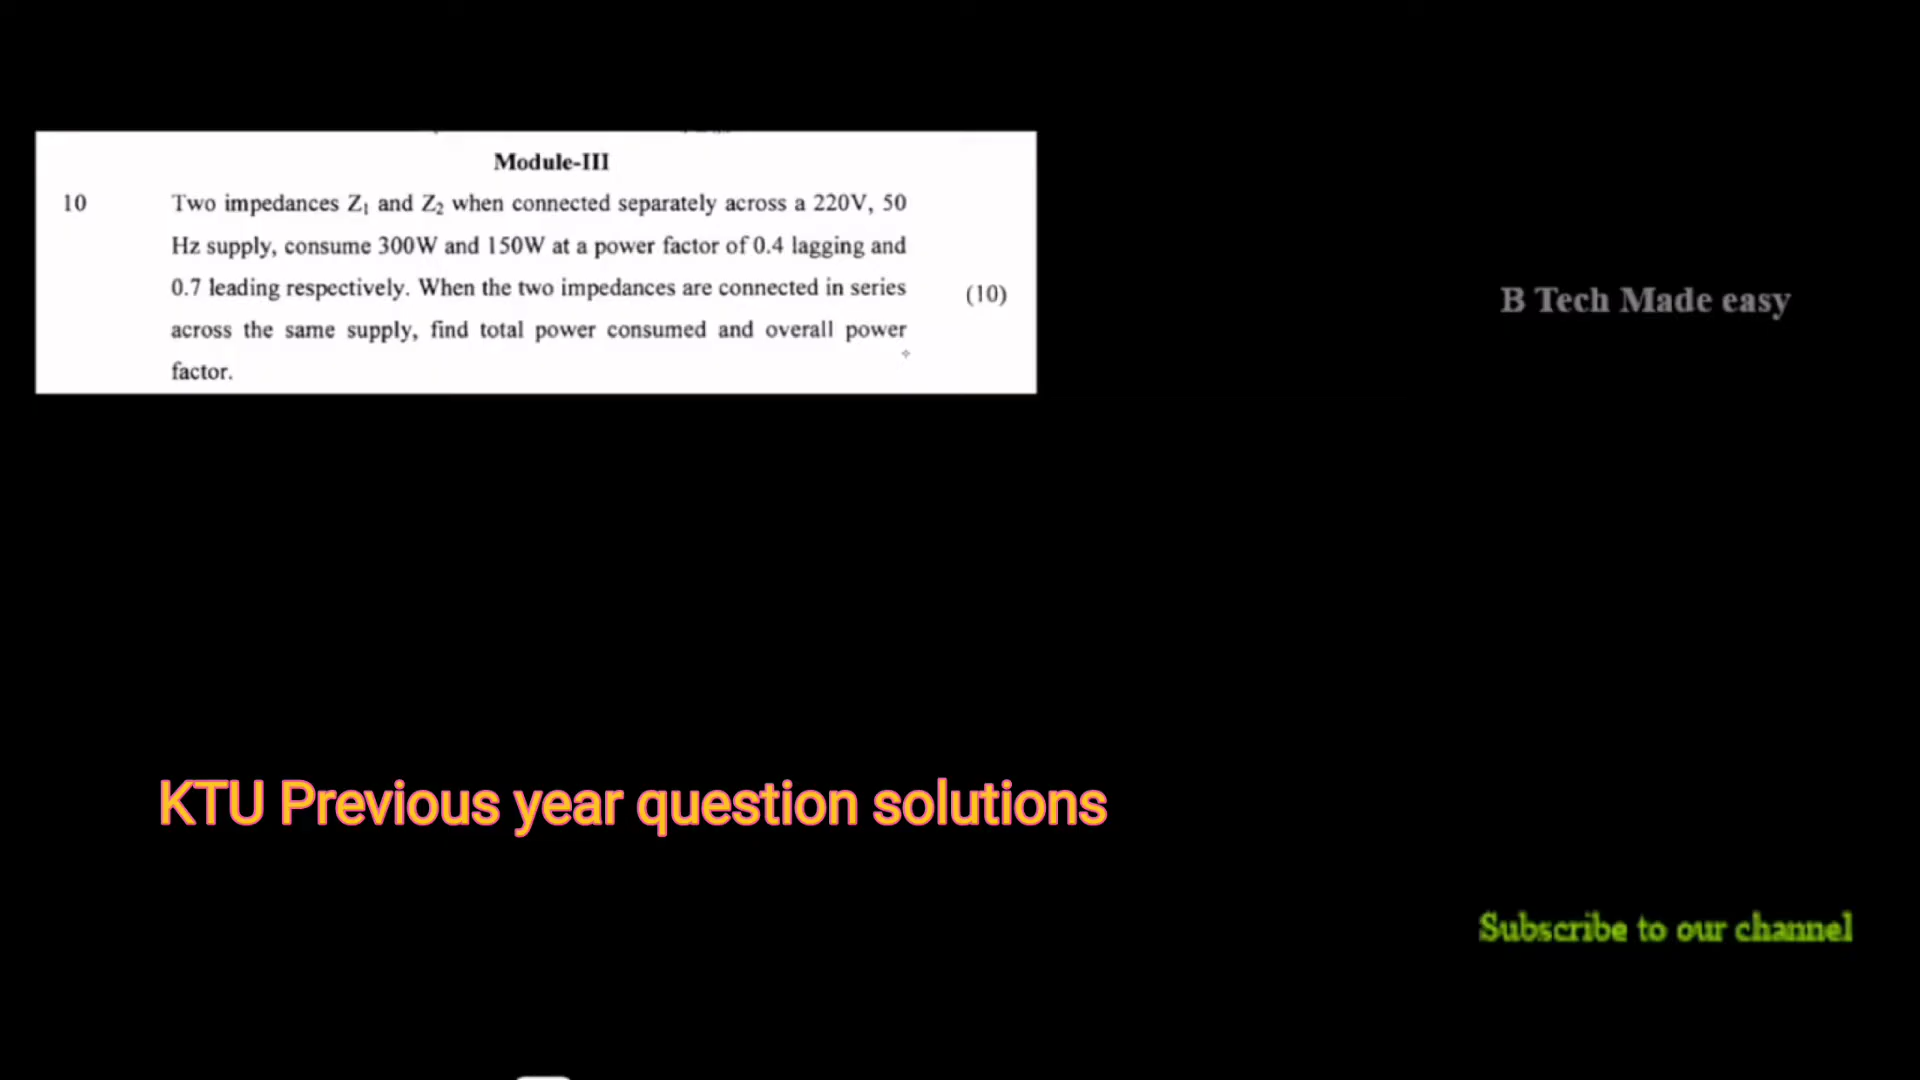 Module-III
10 Two impedances Z₁ and Z₂ when connected separately across a 220V, 50
Hz supply, consume 300W and 150W at a power factor of 0.4 lagging and
0.7 leading respectively. When the two impedances are connected in series
(10)
across the same supply, find total power consumed and overall power
factor.
B Tech Made easy
KTU Previous year question solutions
Subscribe to our channel